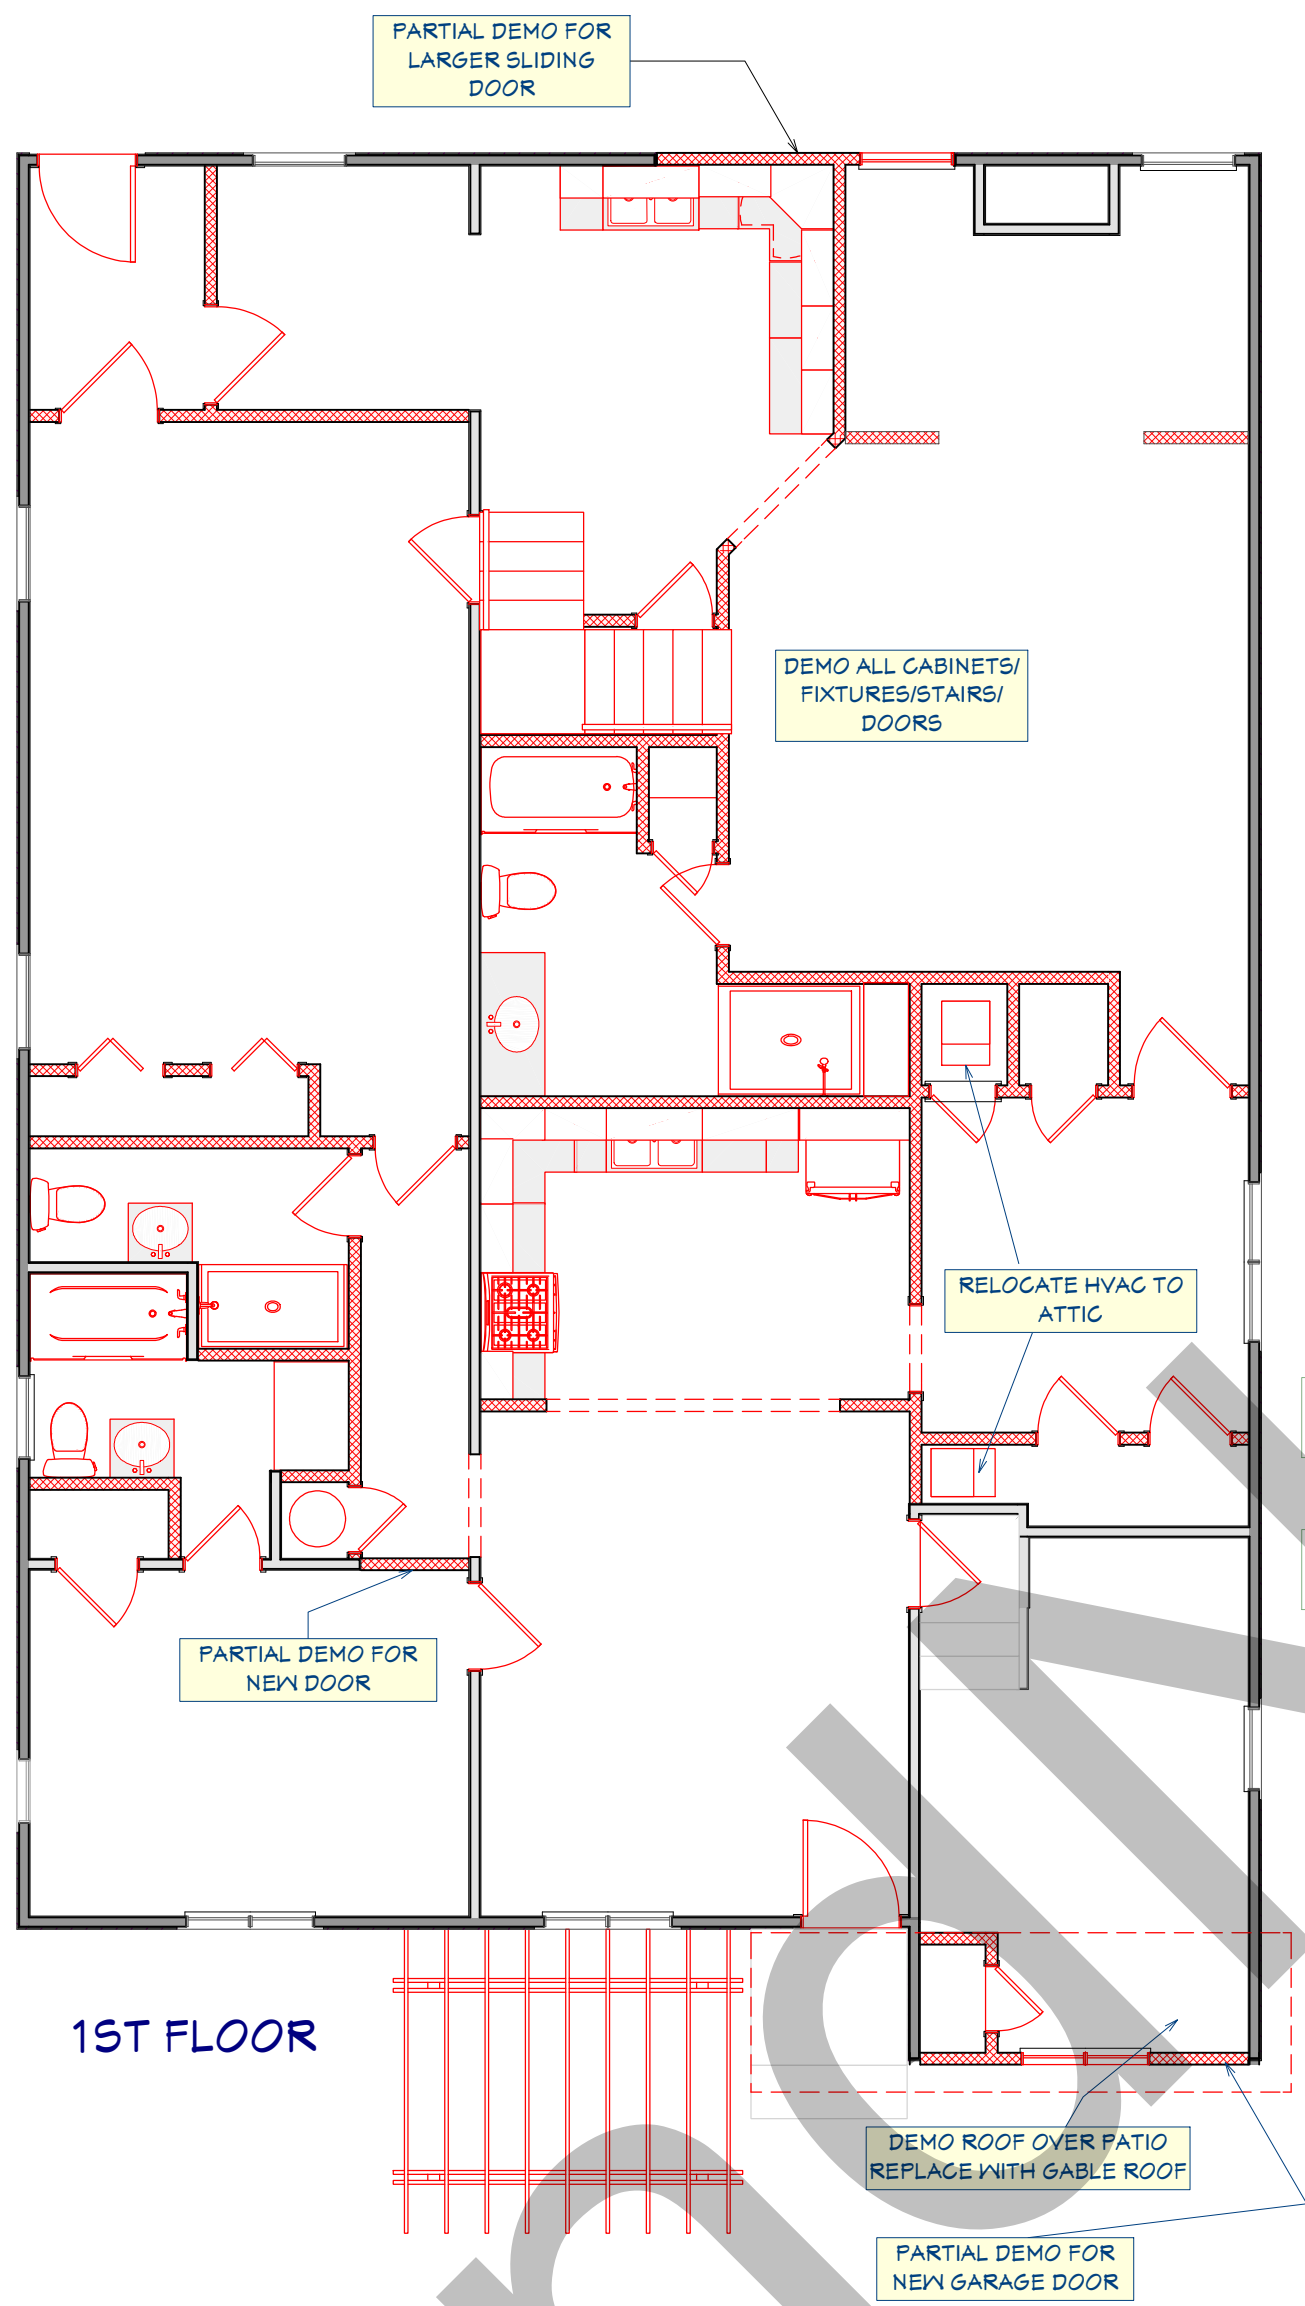 PARTIAL DEMO FOR
LARGER SLIDING
DOOR
DEMO ALL CABINETS/
FIXTURES/STAIRS/
DOORS
RELOCATE HVAC TO
ATTIC
PARTIAL DEMO FOR
NEW DOOR
1ST FLOOR
DEMO ROOF OVER PATIO
REPLACE WITH GABLE ROOF
PARTIAL DEMO FOR
NEW GARAGE DOOR